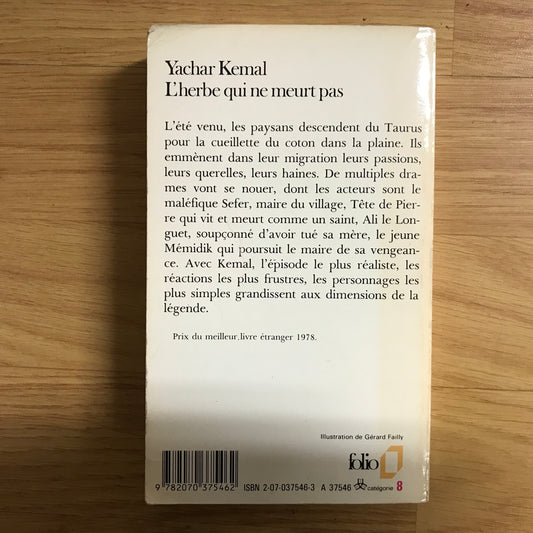 Yachar Kemal
L'herbe qui ne meurt pas
L'été venu, les paysans descendent du Taurus
pour la cueillette du coton dans la plaine. Ils
emmènent dans leur migration leurs passions,
leurs querelles, leurs haines. De multiples dra-
mes vont se nouer, dont les acteurs sont le
maléfique Sefer, maire du village, Tête de Pier-
re qui vit et meurt comme un saint, Ali le Lon-
guet, soupçonné d'avoir tué sa mère, le jeune
Mémidik qui poursuit le maire de sa vengean-
ce. Avec Kemal, l'épisode le plus réaliste, les
réactions les plus frustres, les personnages les
plus simples grandissent aux dimensions de la
légende.
Prix du meilleur livre étranger 1978.
Illustration de Gérard Failly
folio
9 782070 375462 ISBN 2-07-037546-3 A 37546 catégorie 8